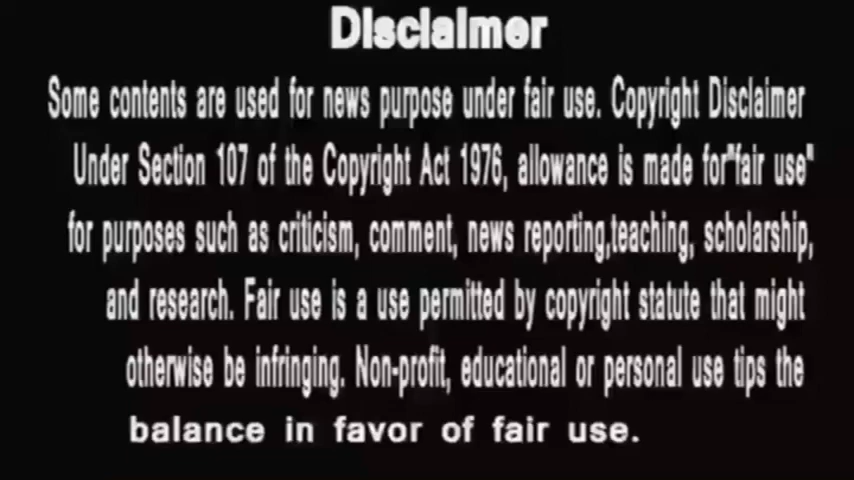 Disclaimer
Some contents are used for news purpose under fair use. Copyright Disclaimer
Under Section 107 of the Copyright Act 1976, allowance is made for"fair use"
for purposes such as criticism, comment, news reporting,teaching, scholarship,
and research. Fair use is a use permitted by copyright statute that might
otherwise be infringing. Non-profit, educational or personal use tips the
balance in favor of fair use.